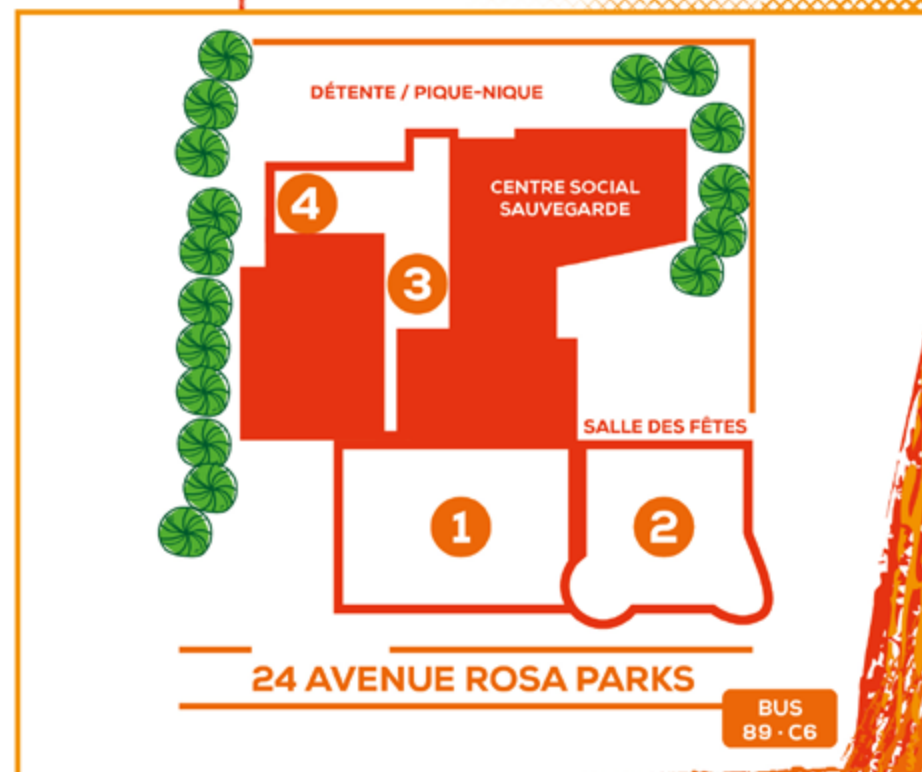 DÉTENTE / PIQUE-NIQUE
CENTRE SOCIAL
SAUVEGARDE
4
3
SALLE DES FÊTES
1
2
24 AVENUE ROSA PARKS
BUS
89 · C6